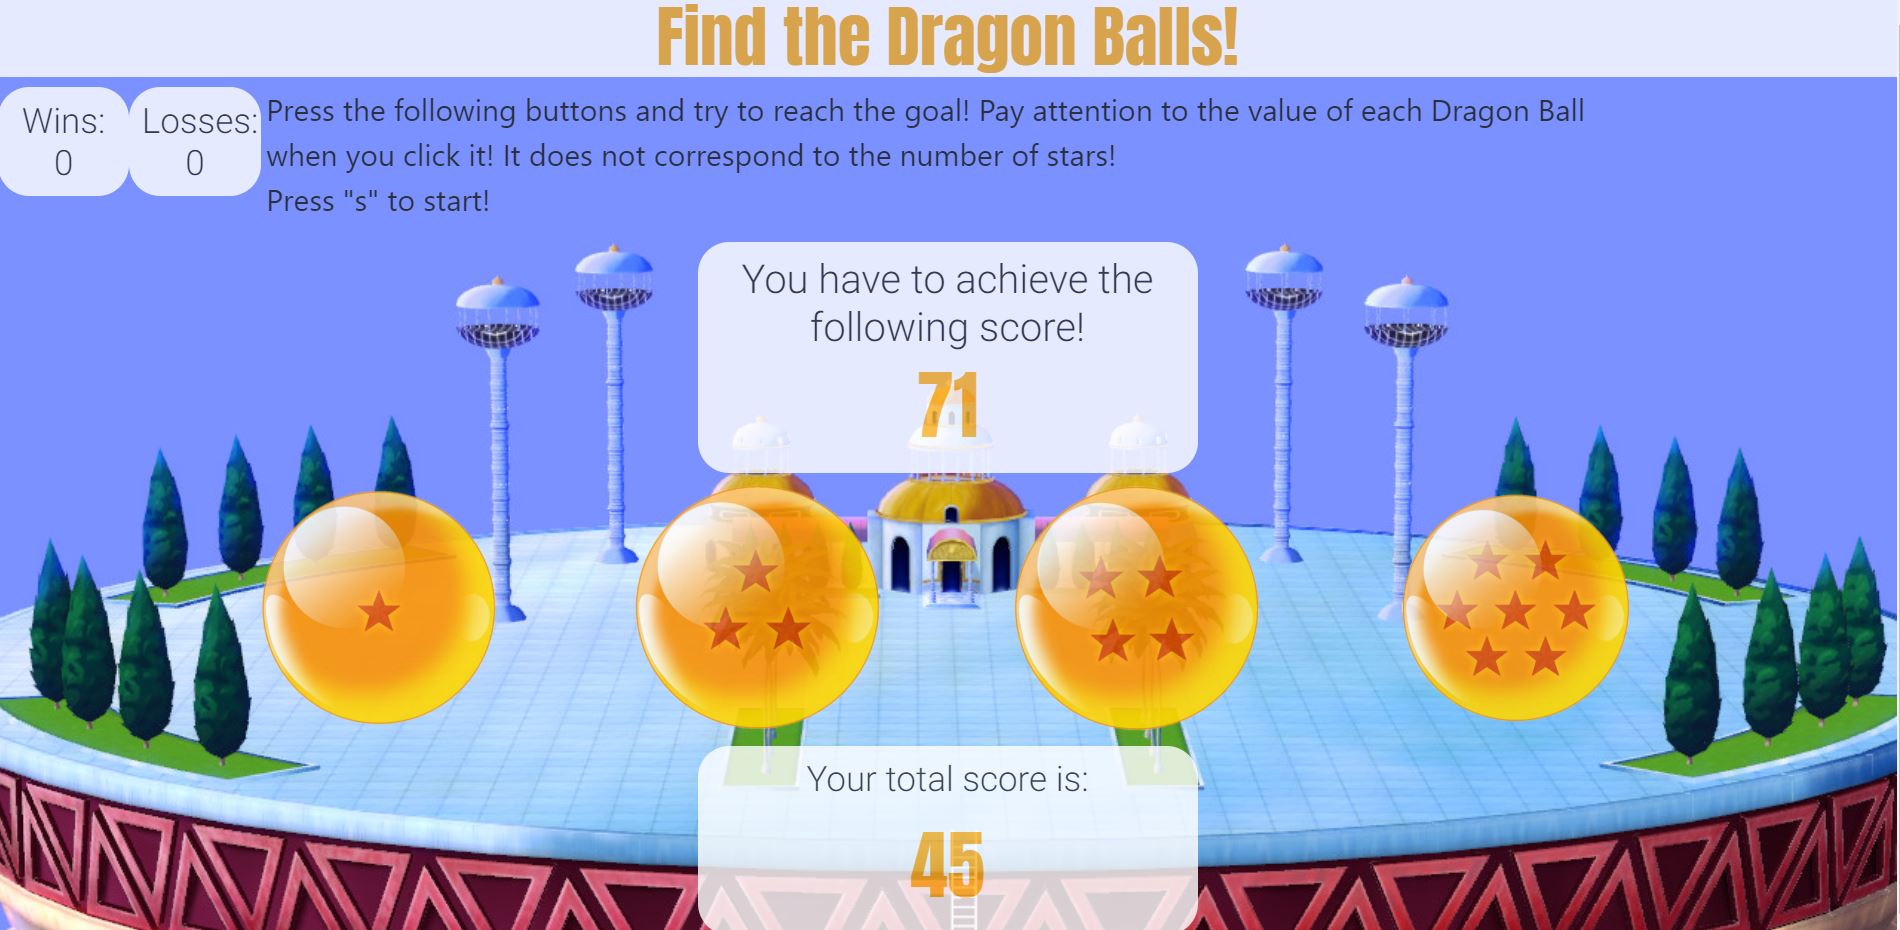 Find the Dragon Balls!
Wins:
0
Losses:
0
Press the following buttons and try to reach the goal! Pay attention to the value of each Dragon Ball
when you click it! It does not correspond to the number of stars!
Press "s" to start!
You have to achieve the
following score!
71
Your total score is:
45